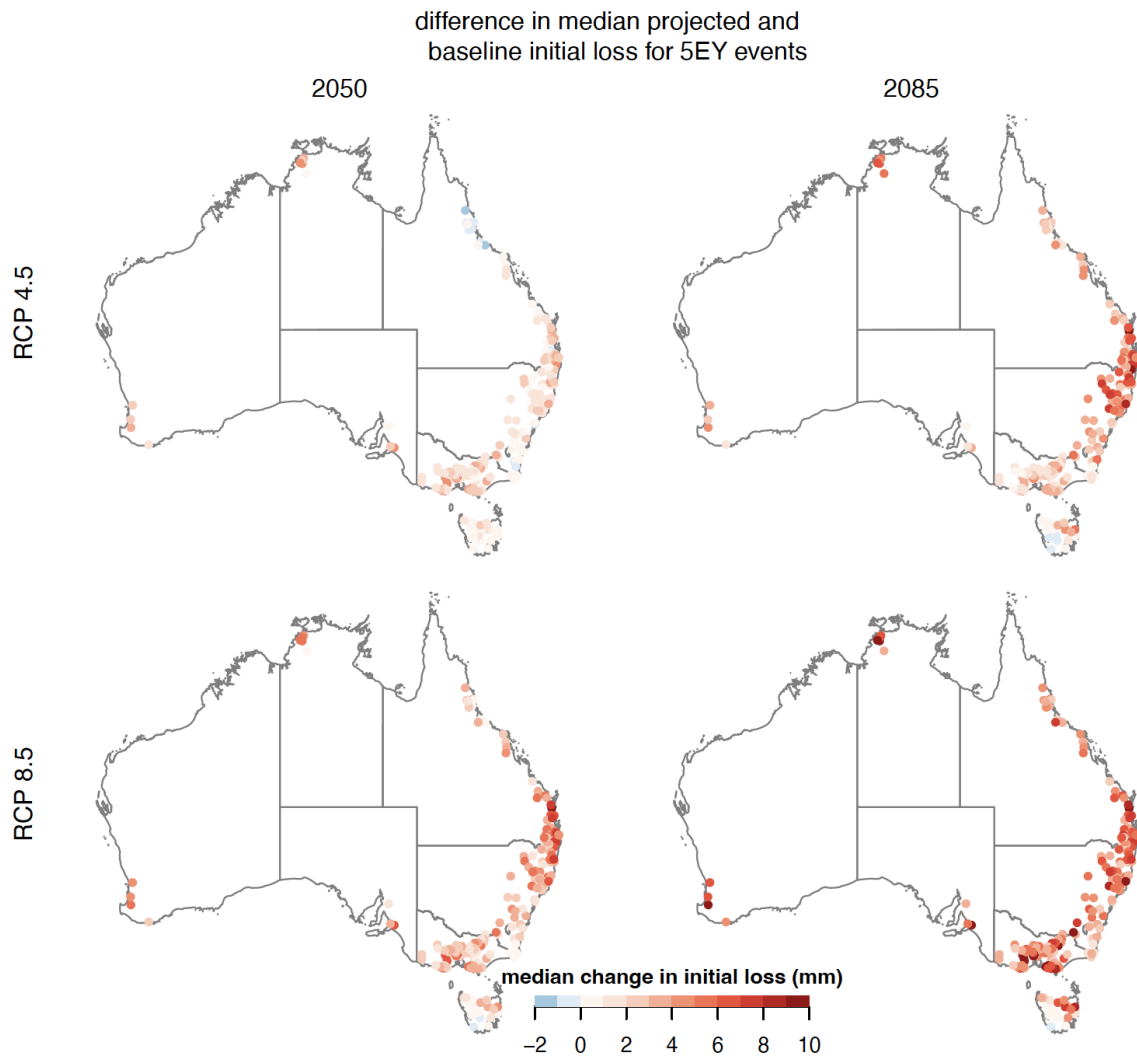 difference in median projected and
baseline initial loss for 5EY events
2050
2085
RCP 4.5
RCP 8.5
median change in initial loss (mm)
−2 0 2 4 6 8 10